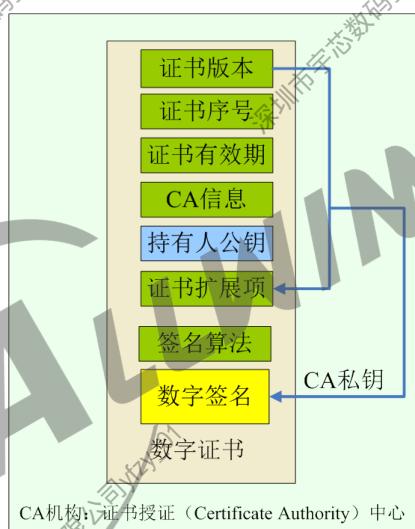 证书版本
证书序号
证书有效期
CA信息
持有人公钥
证书扩展项
签名算法
CA私钥
数字签名
数字证书
CA机构：证书授证（Certificate Authority）中心
ALLWIN